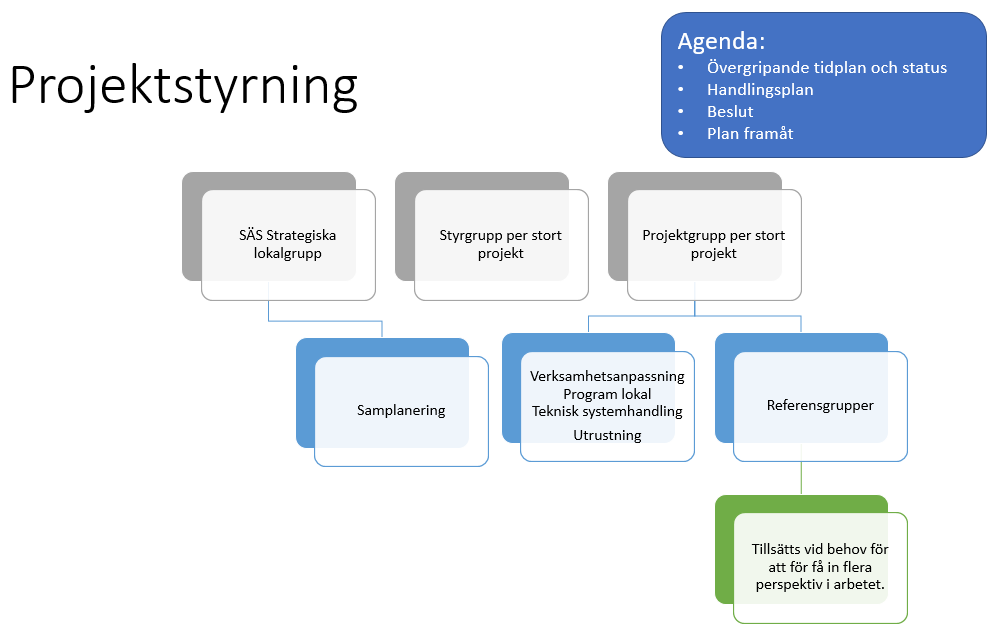 Projektstyrning
Agenda:
• Övergripande tidplan och status
• Handlingsplan
• Beslut
• Plan framåt
SÄS Strategiska
lokalgrupp
Styrgrupp per stort
projekt
Projektgrupp per stort
projekt
Samplanering
Verksamhetsanpassning
Program lokal
Teknisk systemhandling
Utrustning
Referensgrupper
Tillsätts vid behov för
att för få in flera
perspektiv i arbetet.